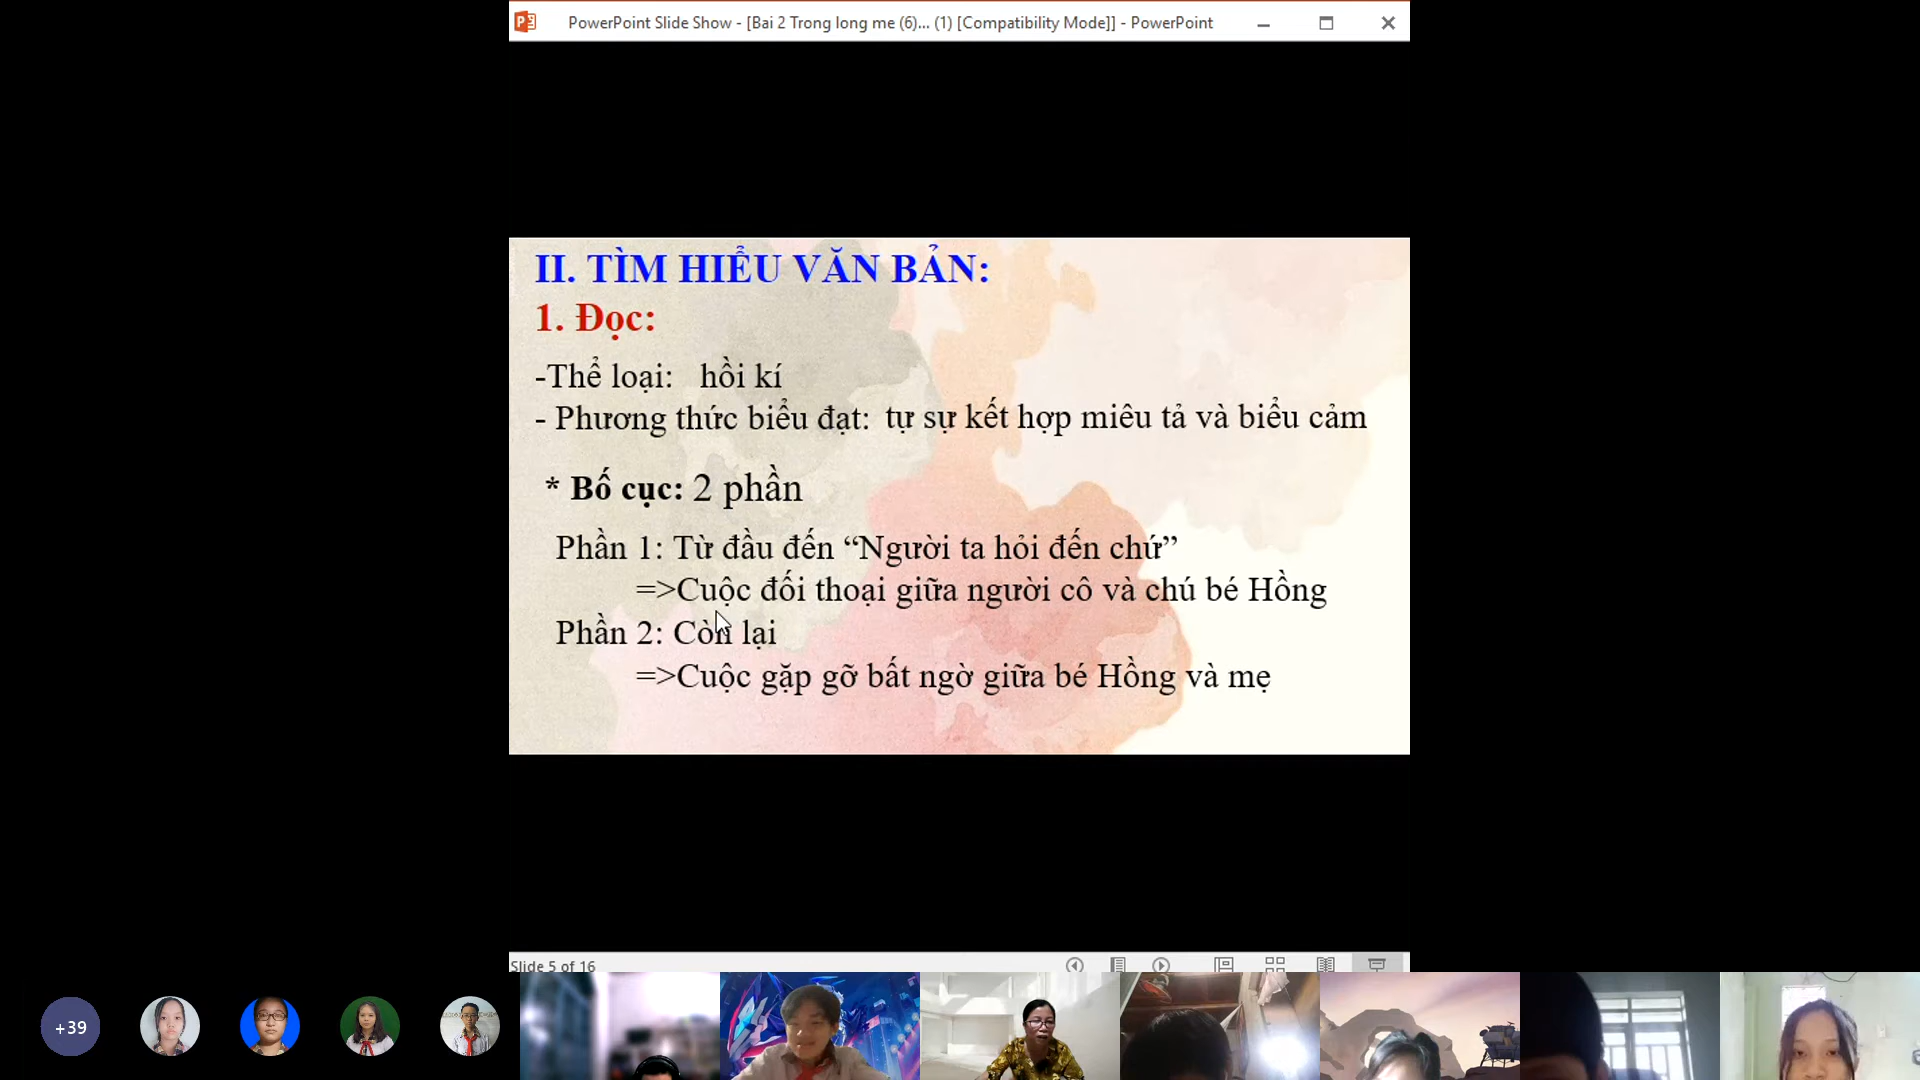 PowerPoint Slide Show - [Bai 2 Trong long me (6)... (1) [Compatibility Mode]] - PowerPoint
II. TÌM HIỂU VĂN BẢN:
1. Đọc:
-Thể loại: hồi kí
- Phương thức biểu đạt: tự sự kết hợp miêu tả và biểu cảm
* Bố cục: 2 phần
Phần 1: Từ đầu đến “Người ta hỏi đến chứ”
=>Cuộc đối thoại giữa người cô và chú bé Hồng
Phần 2: Còn lại
=>Cuộc gặp gỡ bất ngờ giữa bé Hồng và mẹ
Slide 5 of 16
+39